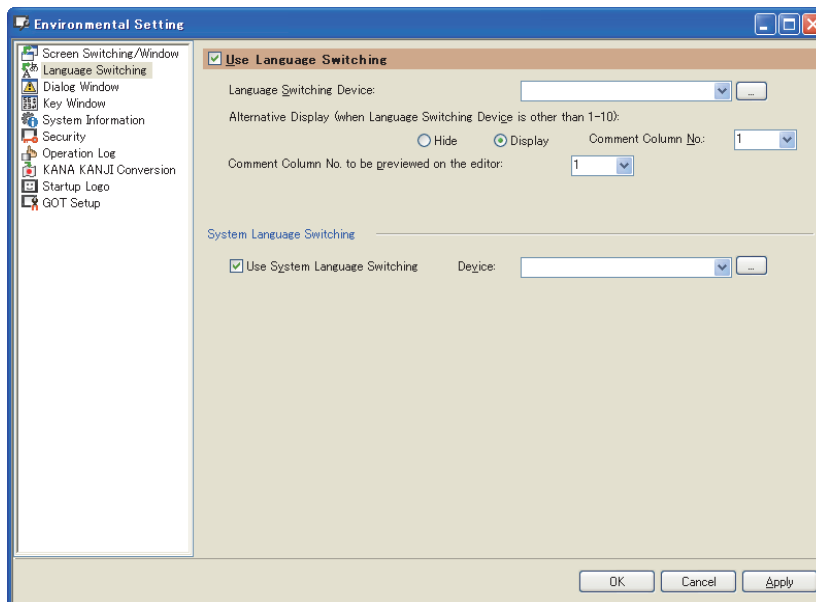 Environmental Setting
Screen Switching/Window
Language Switching
Dialog Window
Key Window
System Information
Security
Operation Log
KANA KANJI Conversion
Startup Logo
GOT Setup
Use Language Switching
Language Switching Device:
...
Alternative Display (when Language Switching Device is other than 1-10):
Hide
Display
Comment Column No.:
1
Comment Column No. to be previewed on the editor:
1
System Language Switching
Use System Language Switching
Device:
...
OK
Cancel
Apply